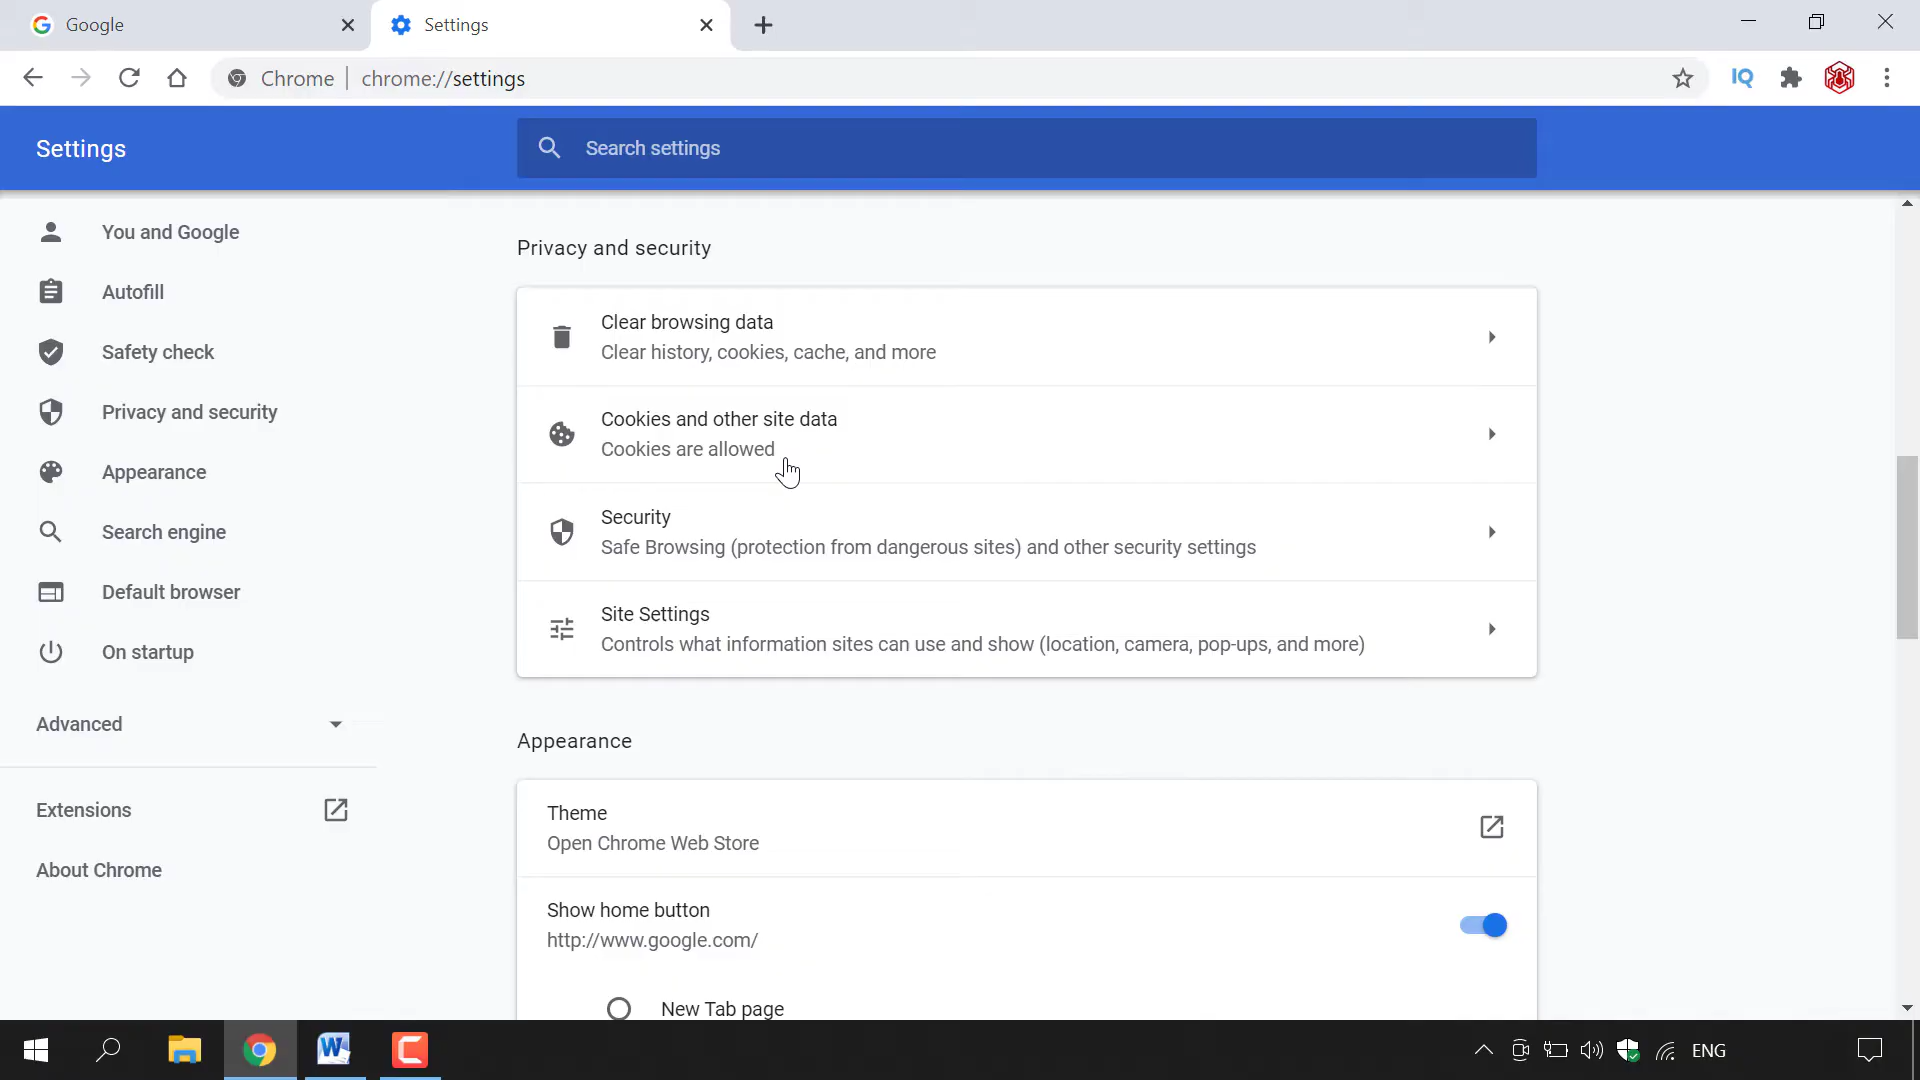 Google
Settings
Chrome | chrome://settings
IQ
Settings
Search settings
You and Google
Autofill
Safety check
Privacy and security
Appearance
Search engine
Default browser
On startup
Advanced
Extensions
About Chrome
Privacy and security
Clear browsing data
Clear history, cookies, cache, and more
Cookies and other site data
Cookies are allowed
Security
Safe Browsing (protection from dangerous sites) and other security settings
Site Settings
Controls what information sites can use and show (location, camera, pop-ups, and more)
Appearance
Theme
Open Chrome Web Store
Show home button
http://www.google.com/
New Tab page
ENG